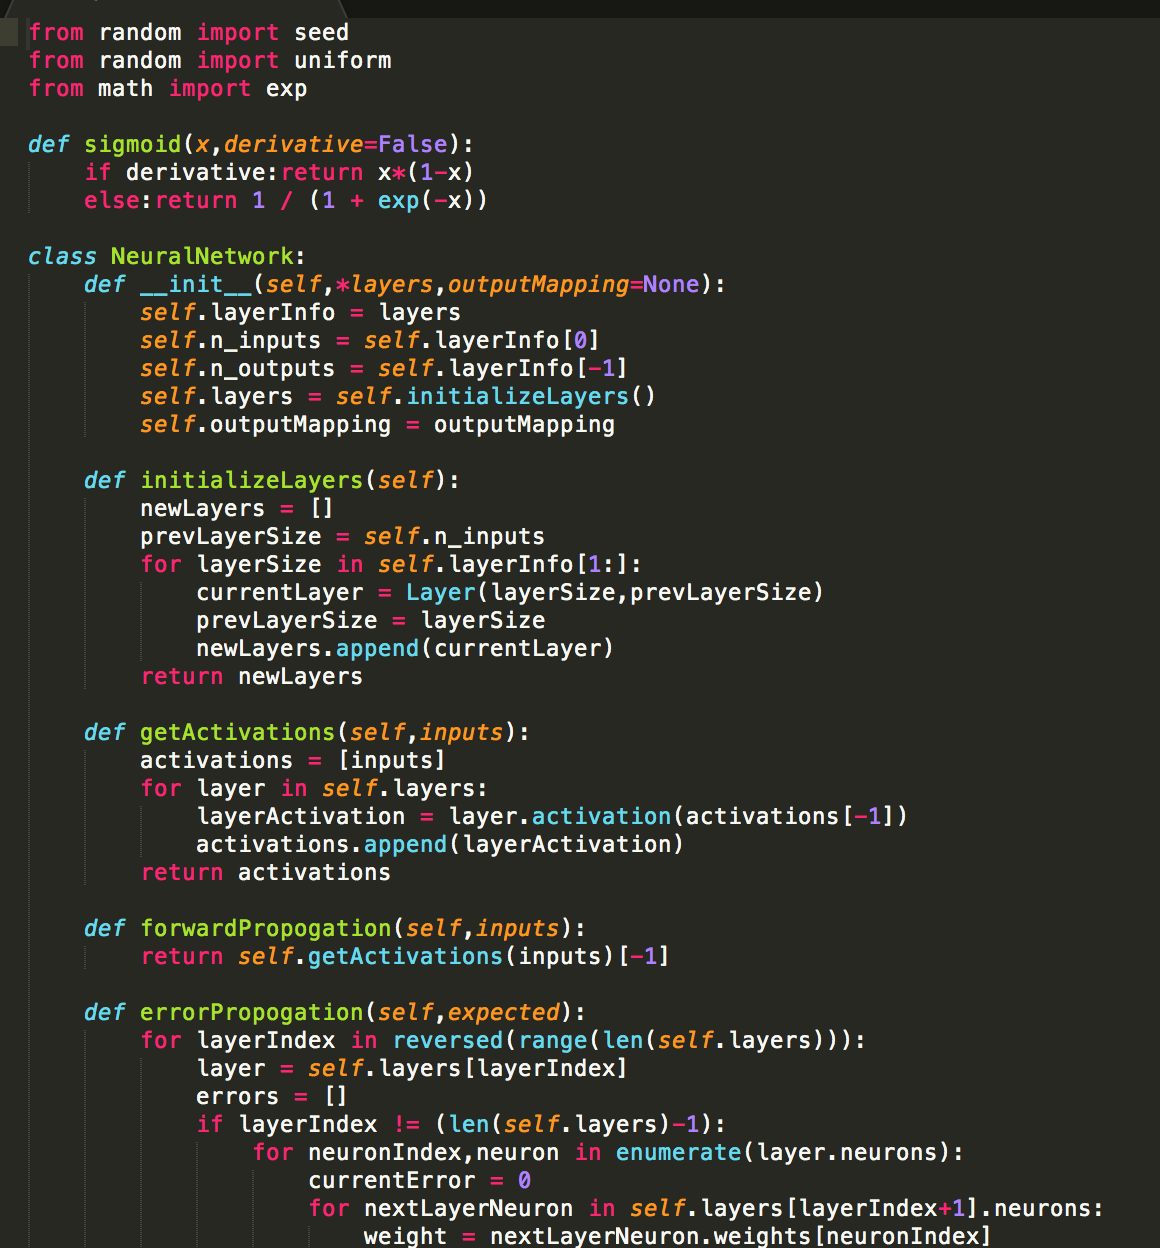 from random import seed
from random import uniform
from math import exp

def sigmoid(x,derivative=False):
    if derivative:return x*(1-x)
    else:return 1 / (1 + exp(-x))

class NeuralNetwork:
    def __init__(self,*layers,outputMapping=None):
        self.layerInfo = layers
        self.n_inputs = self.layerInfo[0]
        self.n_outputs = self.layerInfo[-1]
        self.layers = self.initializeLayers()
        self.outputMapping = outputMapping

    def initializeLayers(self):
        newLayers = []
        prevLayerSize = self.n_inputs
        for layerSize in self.layerInfo[1:]:
            currentLayer = Layer(layerSize,prevLayerSize)
            prevLayerSize = layerSize
            newLayers.append(currentLayer)
        return newLayers

    def getActivations(self,inputs):
        activations = [inputs]
        for layer in self.layers:
            layerActivation = layer.activation(activations[-1])
            activations.append(layerActivation)
        return activations

    def forwardPropogation(self,inputs):
        return self.getActivations(inputs)[-1]

    def errorPropogation(self,expected):
        for layerIndex in reversed(range(len(self.layers))):
            layer = self.layers[layerIndex]
            errors = []
            if layerIndex != (len(self.layers)-1):
                for neuronIndex,neuron in enumerate(layer.neurons):
                    currentError = 0
                    for nextLayerNeuron in self.layers[layerIndex+1].neurons:
                        weight = nextLayerNeuron.weights[neuronIndex]